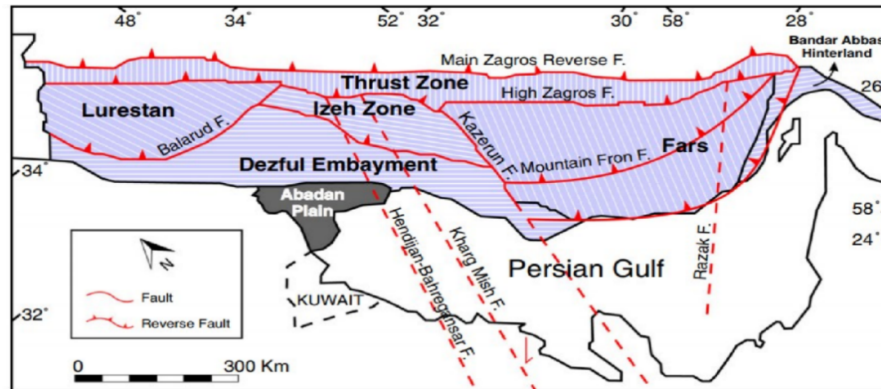 48°
34°
52°
32°
30°
58°
28°
Bandar Abbas
Hinterland
Main Zagros Reverse F.
Thrust Zone
High Zagros F.
26
Lurestan
Izeh Zone
Balarud F.
Kazerun F.
Mountain Fron F.
Fars
Dezful Embayment
34°
Abadan
Plain
58°
24°
Hendijan-Bahregansar F.
Kharg Mish F.
Razak F.
Persian Gulf
N
KUWAIT
Fault
Reverse Fault
32°
0
300 Km